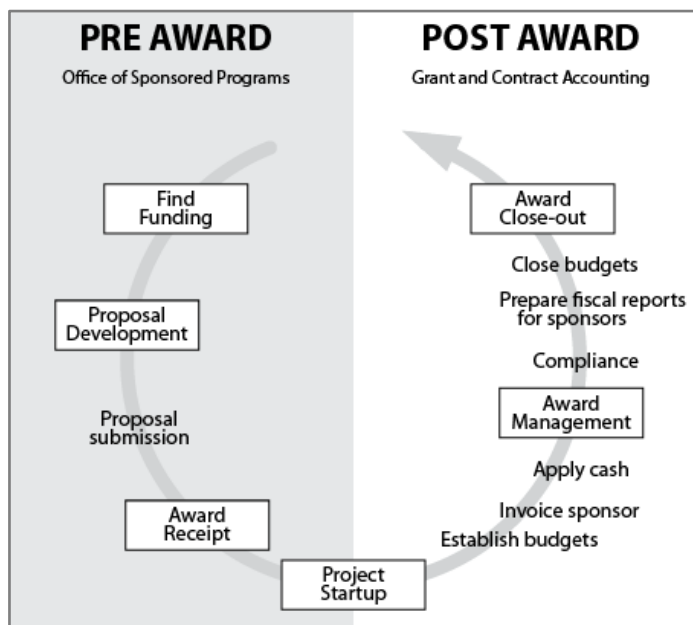 PRE AWARD
Office of Sponsored Programs
Find
Funding
Proposal
Development
Proposal
submission
Award
Receipt
Project
Startup
POST AWARD
Grant and Contract Accounting
Award
Close-out
Close budgets
Prepare fiscal reports
for sponsors
Compliance
Award
Management
Apply cash
Invoice sponsor
Establish budgets